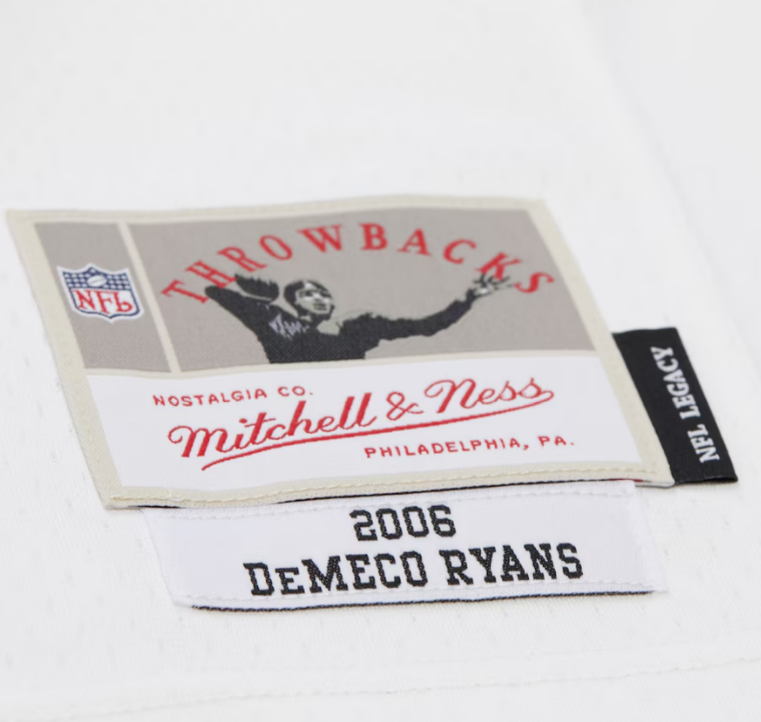 THROWBACKS
NFL
NOSTALGIA CO.
Mitchell & Ness
PHILADELPHIA, PA.
NFL LEGACY
2006
DeMECO RYANS